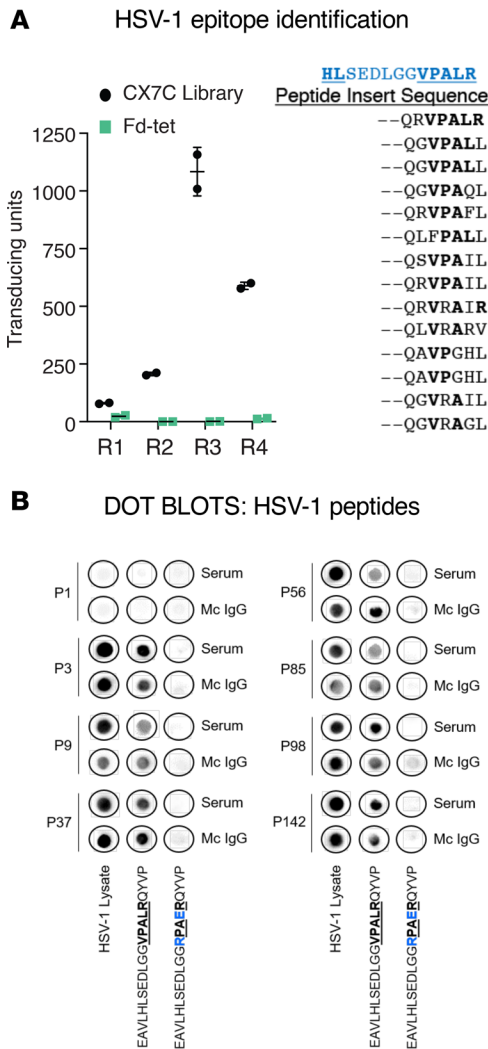 A
HSV-1 epitope identification
CX7C Library
Fd-tet
Transducing units
1250
1000
750
500
250
0
R1 R2 R3 R4
HLSEDLGGVPALR
Peptide Insert Sequence
--QRVPALR
--QGVPALL
--QGVPALL
--QGVPAQL
--QRVPAFL
--QLFPALL
--QSVPAIL
--QRVPAIL
--QRVRAIR
--QLVRARV
--QAVPGHL
--QAVPGHL
--QGVRAIL
--QGVRAGL
B
DOT BLOTS: HSV-1 peptides
P1
Serum
Mc IgG
P3
Serum
Mc IgG
P9
Serum
Mc IgG
P37
Serum
Mc IgG
HSV-1 Lysate
EAVLHLSEDLGGVPALRQYVP
EAVLHLSEDLGGRPAERQYVP
P56
Serum
Mc IgG
P85
Serum
Mc IgG
P98
Serum
Mc IgG
P142
Serum
Mc IgG
HSV-1 Lysate
EAVLHLSEDLGGVPALRQYVP
EAVLHLSEDLGGRPAERQYVP